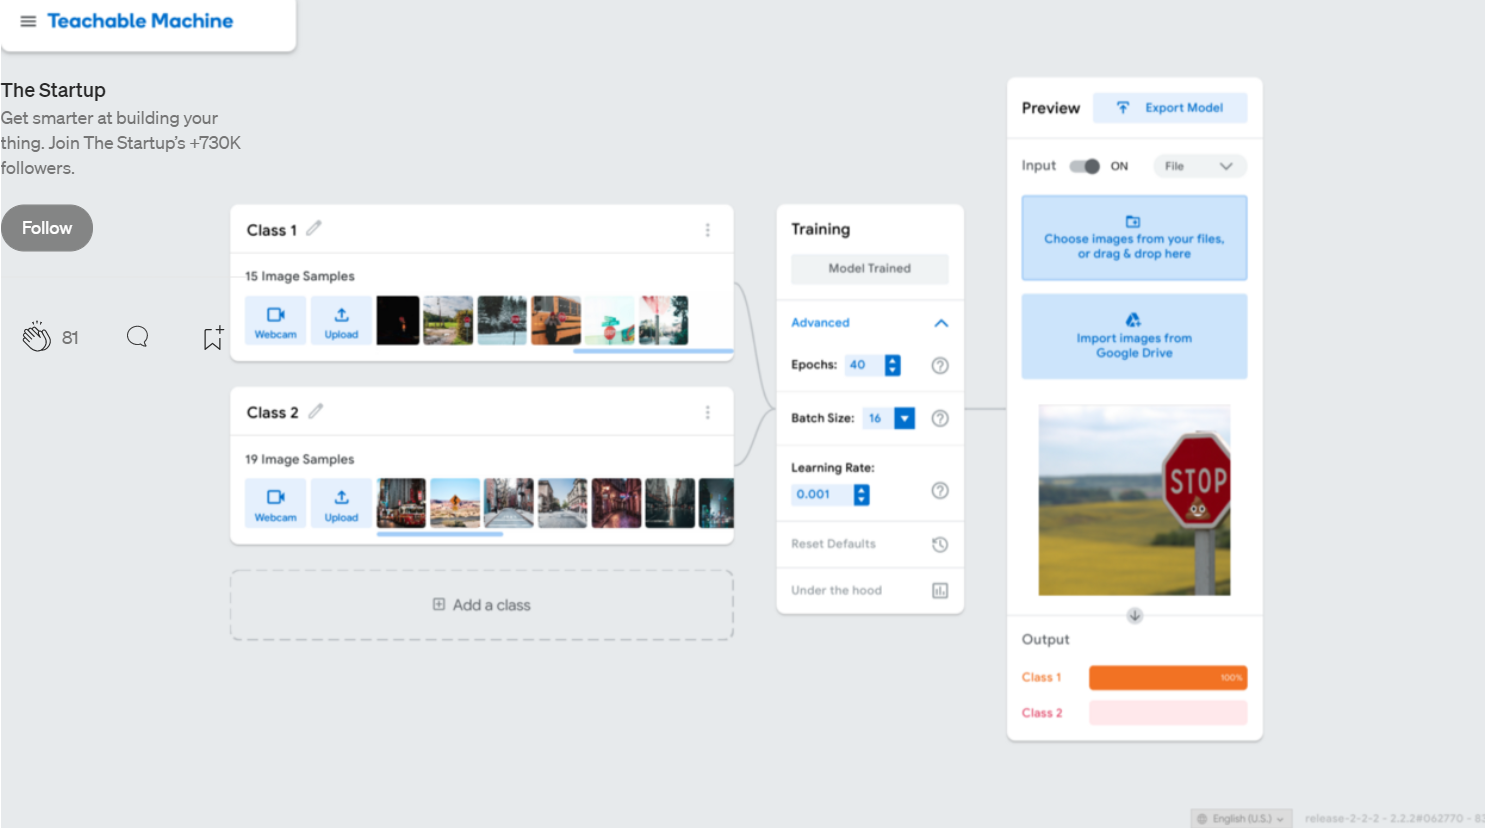 Teachable Machine
The Startup
Get smarter at building your
thing. Join The Startup's +730K
followers.
Follow
81
Class 1
15 Image Samples
Webcam
Upload
Class 2
19 Image Samples
Webcam
Upload
Add a class
Training
Model Trained
Advanced
Epochs: 40
Batch Size: 16
Learning Rate:
0.001
Reset Defaults
Under the hood
Preview
Export Model
Input ON File
Choose images from your files,
or drag & drop here
Import images from
Google Drive
STOP
Output
Class 1 100%
Class 2
English (U.S.)
release-2-2-2 - 2.2.2#062770 - 83